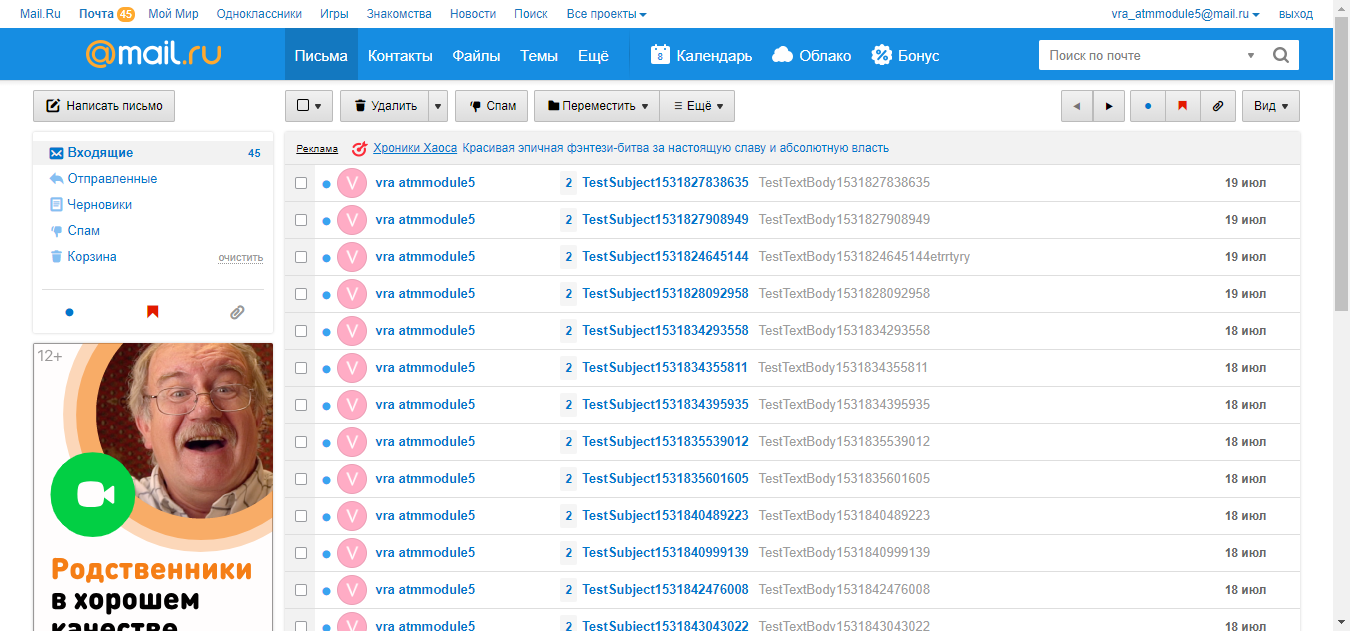 Mail.Ru Почта 45 Мой Мир Одноклассники Игры Знакомства Новости Поиск Все проекты vra_atmmodule5@mail.ru выход
@mail.ru Письма Контакты Файлы Темы Ещё 8 Календарь Облако % Бонус Поиск по почте
Написать письмо Удалить Спам Переместить Ещё Вид
Входящие 45
Отправленные
Черновики
Спам
Корзина очистить
12+
Родственники
в хорошем
качестве
Реклама Хроники Хаоса Красивая эпичная фэнтези-битва за настоящую славу и абсолютную власть
V vra atmmodule5 2 TestSubject1531827838635 TestTextBody1531827838635 19 июл
V vra atmmodule5 2 TestSubject1531827908949 TestTextBody1531827908949 19 июл
V vra atmmodule5 2 TestSubject1531824645144 TestTextBody1531824645144etrrtyry 19 июл
V vra atmmodule5 2 TestSubject1531828092958 TestTextBody1531828092958 19 июл
V vra atmmodule5 2 TestSubject1531834293558 TestTextBody1531834293558 18 июл
V vra atmmodule5 2 TestSubject1531834355811 TestTextBody1531834355811 18 июл
V vra atmmodule5 2 TestSubject1531834395935 TestTextBody1531834395935 18 июл
V vra atmmodule5 2 TestSubject1531835539012 TestTextBody1531835539012 18 июл
V vra atmmodule5 2 TestSubject1531835601605 TestTextBody1531835601605 18 июл
V vra atmmodule5 2 TestSubject1531840489223 TestTextBody1531840489223 18 июл
V vra atmmodule5 2 TestSubject1531840999139 TestTextBody1531840999139 18 июл
V vra atmmodule5 2 TestSubject1531842476008 TestTextBody1531842476008 18 июл
V vra atmmodule5 2 TestSubject1531843043022 TestTextBody1531843043022 18 июл